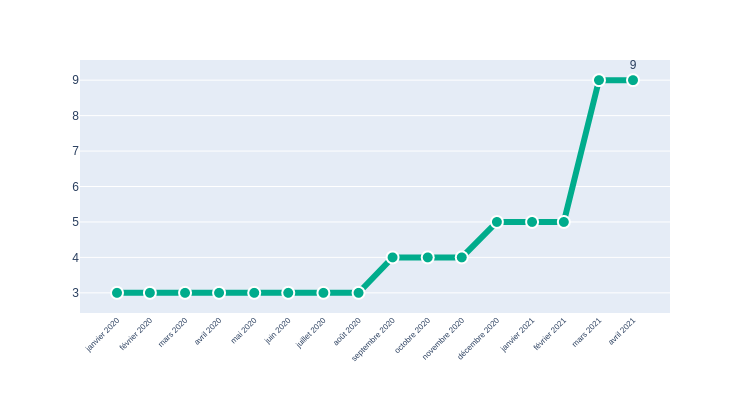 9
9
8
7
6
5
4
3
janvier 2020
février 2020
mars 2020
avril 2020
mai 2020
juin 2020
juillet 2020
août 2020
septembre 2020
octobre 2020
novembre 2020
décembre 2020
janvier 2021
février 2021
mars 2021
avril 2021